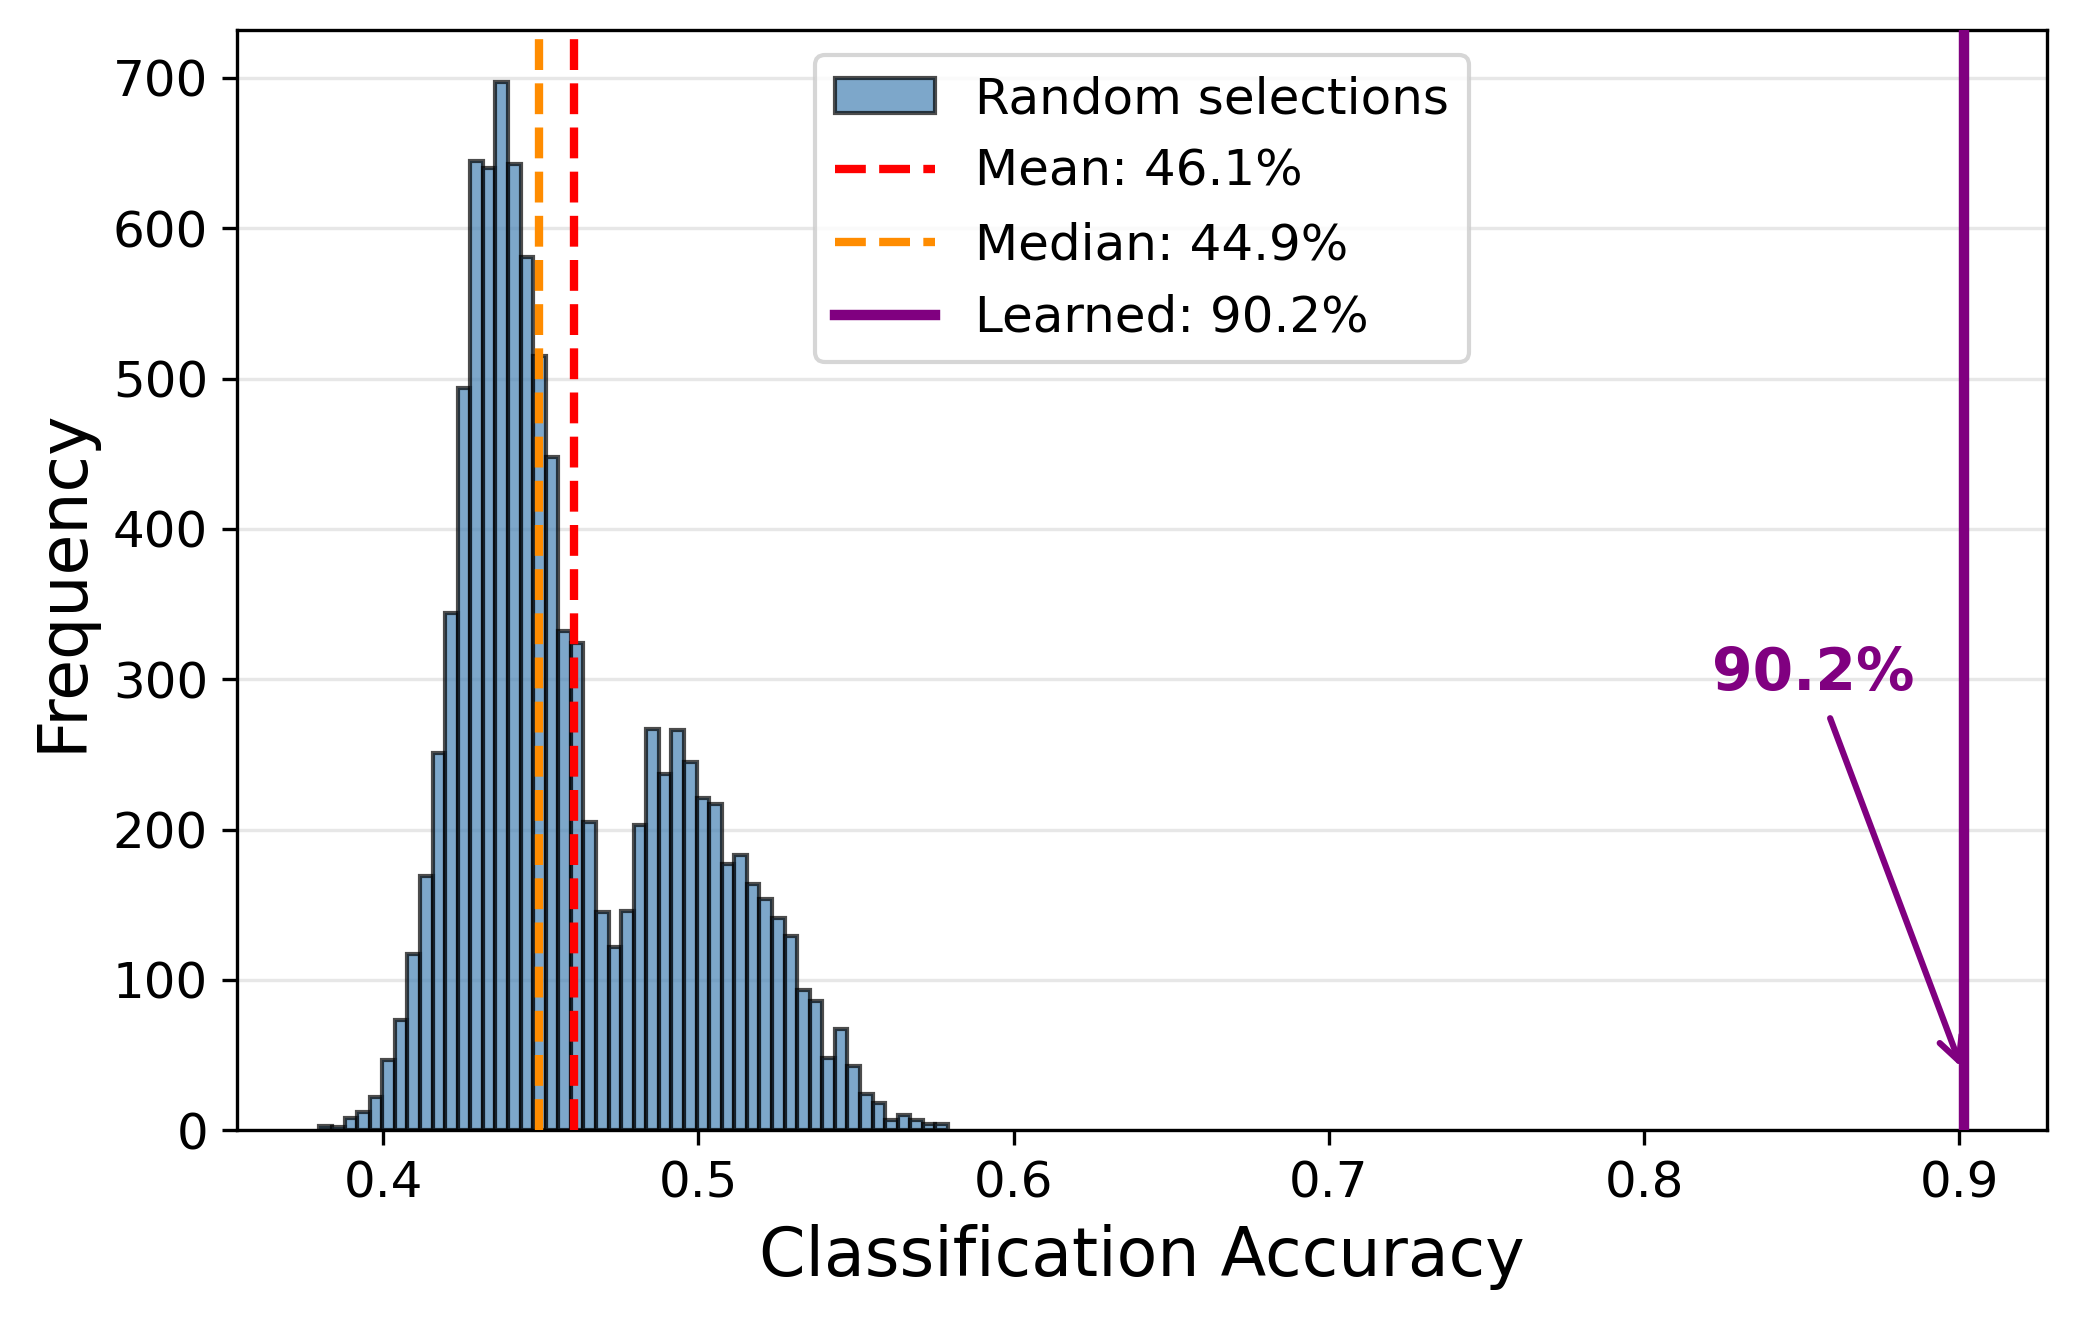 Random selections
Mean: 46.1%
Median: 44.9%
Learned: 90.2%
90.2%
Frequency
700
600
500
400
300
200
100
0
0.4
0.5
0.6
0.7
0.8
0.9
Classification Accuracy